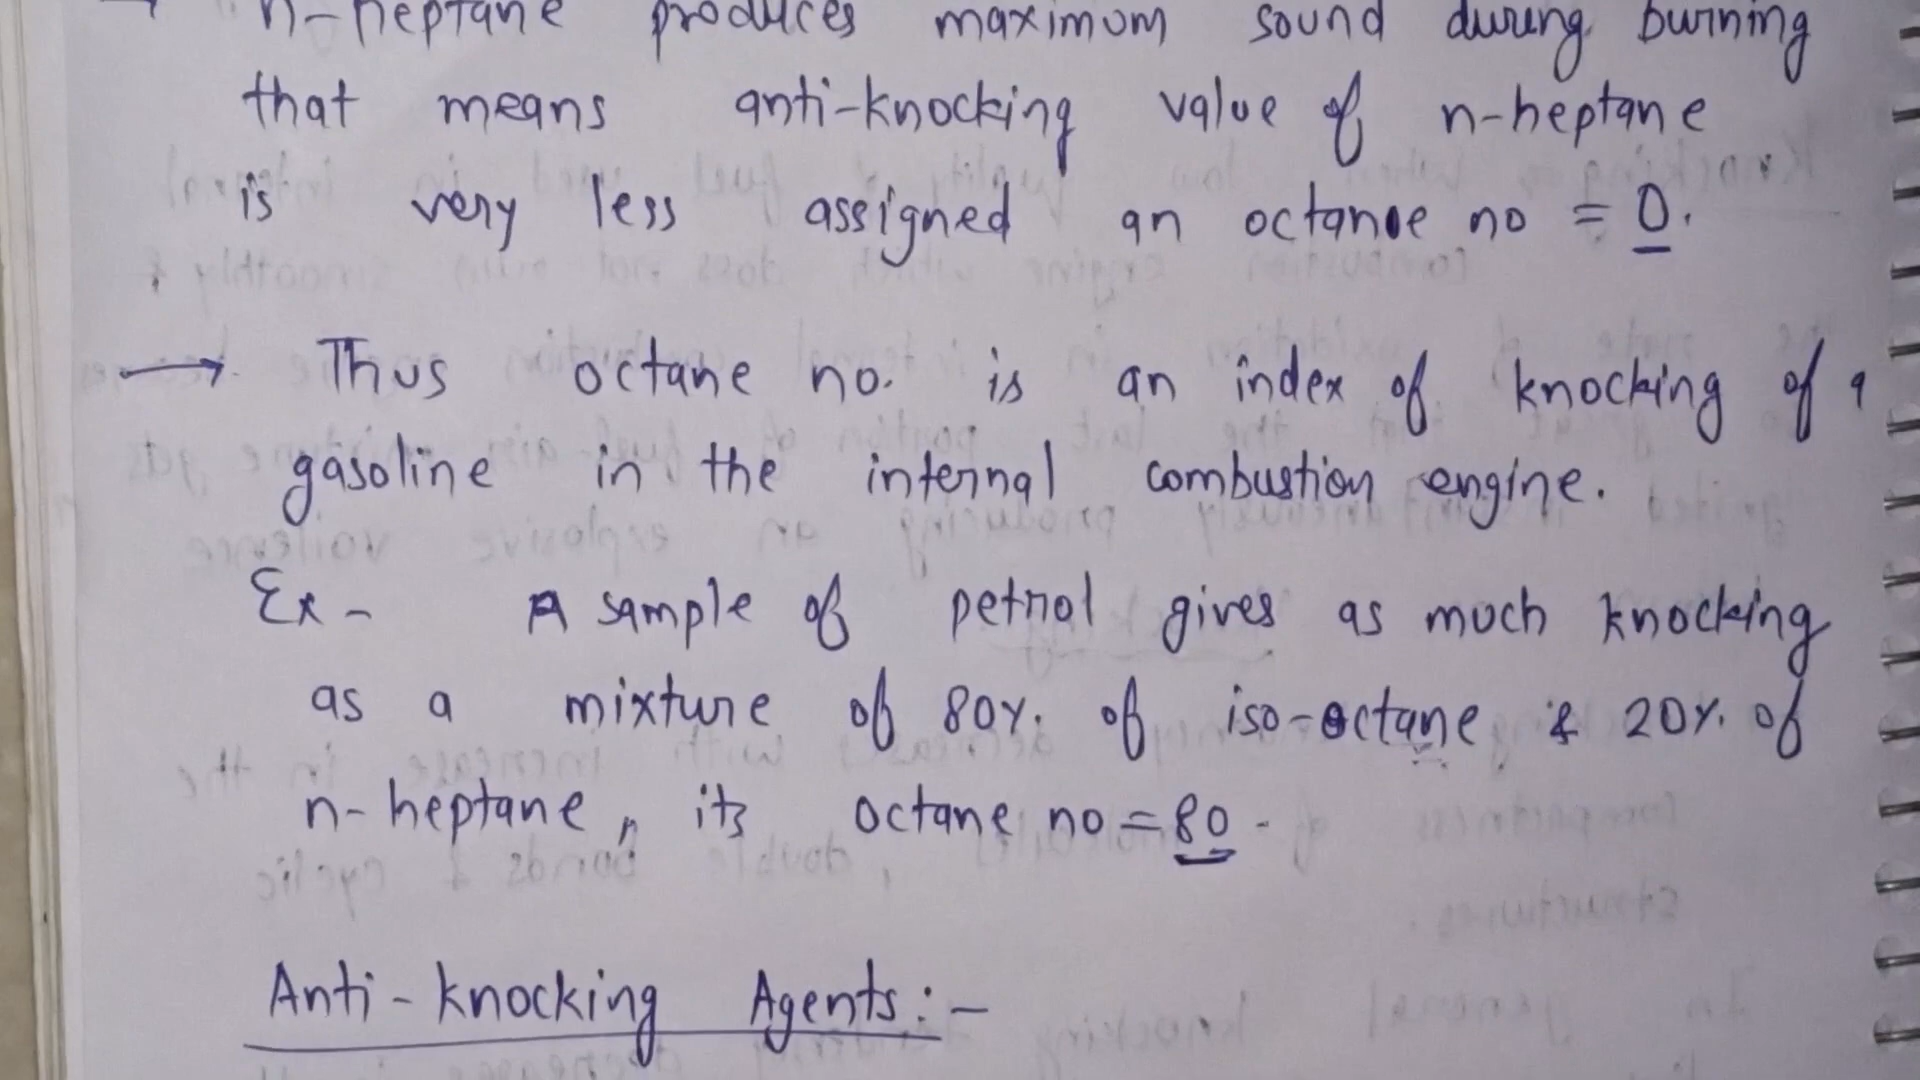 → n-heptane produces maximum sound during burning
that means anti-knocking value of n-heptane
is very less assigned an octance no = 0.
→ Thus octane no. is an index of knocking of a
gasoline in the internal combustion engine.
Ex - A sample of petrol gives as much knocking
as a mixture of 80% of iso-octane & 20% of
n-heptane, its octane no = 80 -
Anti-knocking Agents:-